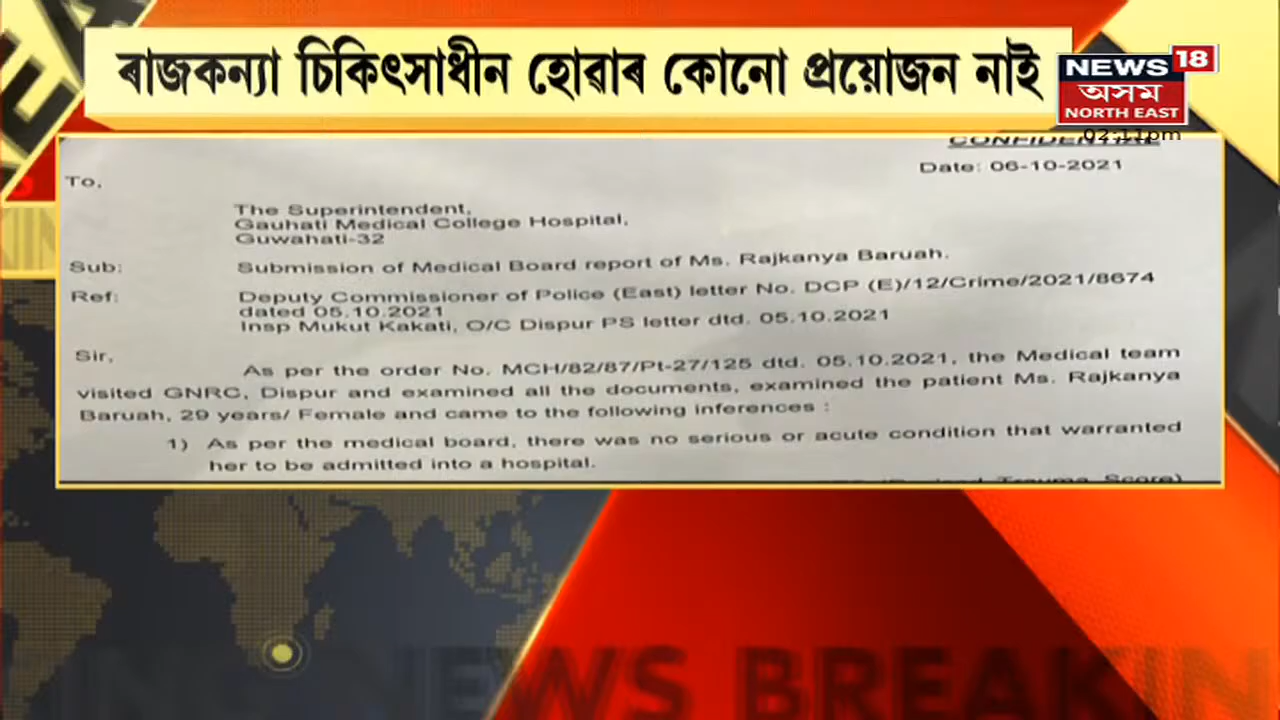 ৰাজকন্যা চিকিৎসাধীন হোৱাৰ কোনো প্ৰয়োজন নাই
NEWS 18
অসম
NORTH EAST
02:11pm
CONFIDENTIAL
Date: 06-10-2021
To,
The Superintendent,
Gauhati Medical College Hospital,
Guwahati-32
Sub: Submission of Medical Board report of Ms. Rajkanya Baruah.
Ref: Deputy Commissioner of Police (East) letter No. DCP (E)/12/Crime/2021/8674
dated 05.10.2021
Insp Mukut Kakati, O/C Dispur PS letter dtd. 05.10.2021
Sir,
As per the order No. MCH/82/87/Pt-27/125 dtd. 05.10.2021, the Medical team
visited GNRC, Dispur and examined all the documents, examined the patient Ms. Rajkanya
Baruah, 29 years/ Female and came to the following inferences :
1) As per the medical board, there was no serious or acute condition that warranted
her to be admitted into a hospital.
Trauma Score)
NEWS BREAKIN